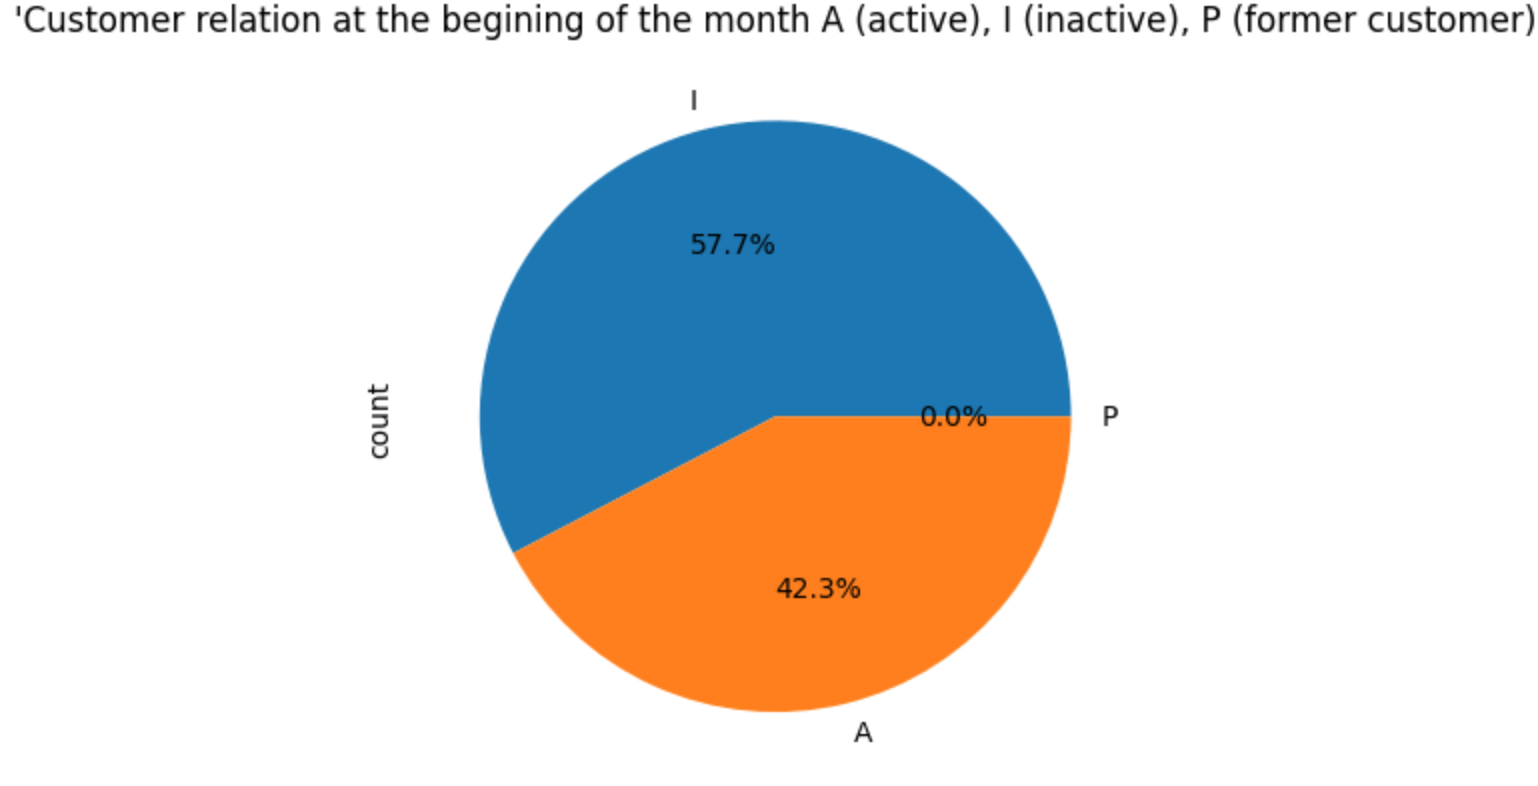 'Customer relation at the begining of the month A (active), I (inactive), P (former customer)
I
57.7%
count
0.0%
P
42.3%
A